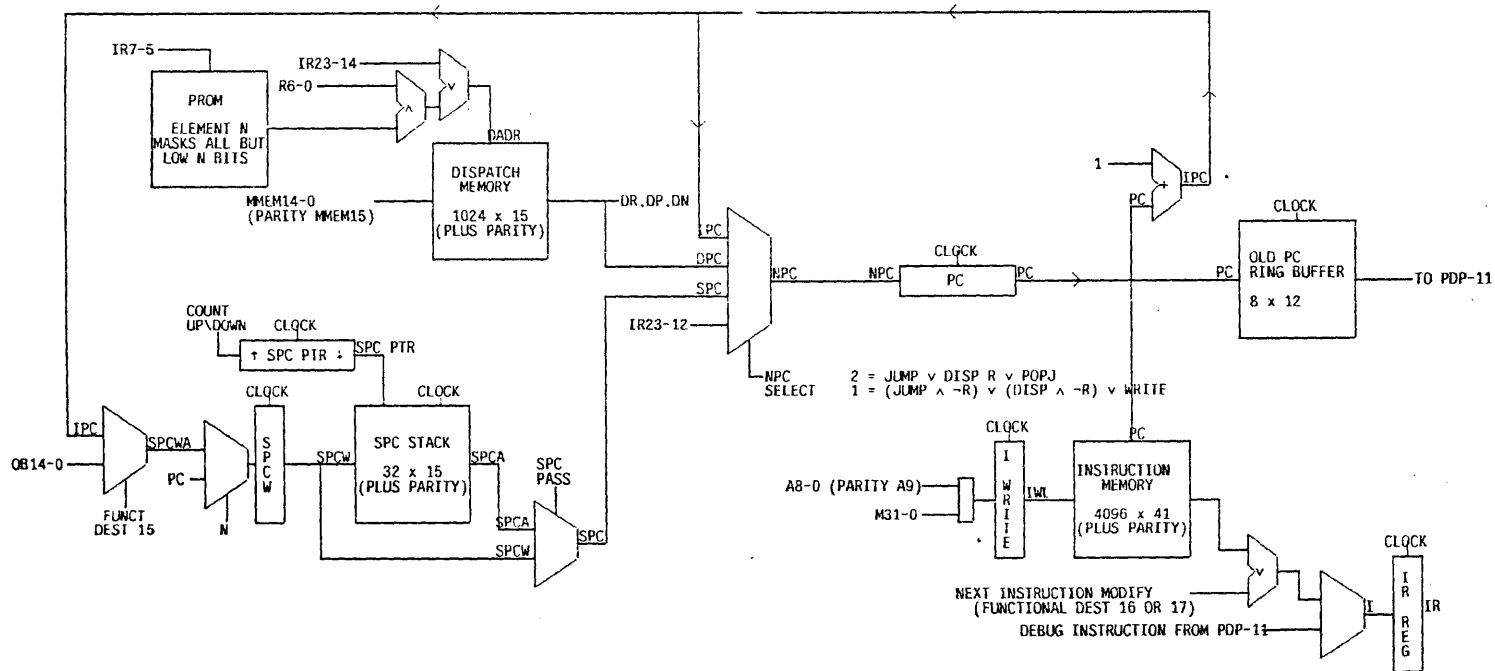 IR7-5
IR23-14
R6-0
PROM
ELEMENT N
MASKS ALL BUT
LOW N BITS
^
v
DADR
DISPATCH
MEMORY
1024 x 15
(PLUS PARITY)
MMEM14-0
(PARITY MMEM15)
DR,DP,DN
IPC
DPC
SPC
IR23-12
NPC
NPC
CLOCK
PC
PC
1
+
PC
IPC
PC
CLOCK
OLD PC
RING BUFFER
8 x 12
TO PDP-11
NPC
SELECT
2 = JUMP v DISP R v POPJ
1 = (JUMP ∧ ¬R) v (DISP ∧ ¬R) v WRITE
COUNT
UP\DOWN
CLOCK
↑ SPC PTR ↓
SPC PTR
IPC
OB14-0
SPCWA
FUNCT
DEST 15
PC
N
CLOCK
SPCW
SPCW
CLOCK
SPC STACK
32 x 15
(PLUS PARITY)
SPCA
SPC
PASS
SPCA
SPCW
SPC
A8-0 (PARITY A9)
M31-0
CLOCK
I WRITE
IWL
PC
INSTRUCTION
MEMORY
4096 x 41
(PLUS PARITY)
v
NEXT INSTRUCTION MODIFY
(FUNCTIONAL DEST 16 OR 17)
DEBUG INSTRUCTION FROM PDP-11
I
CLOCK
IR REG
IR